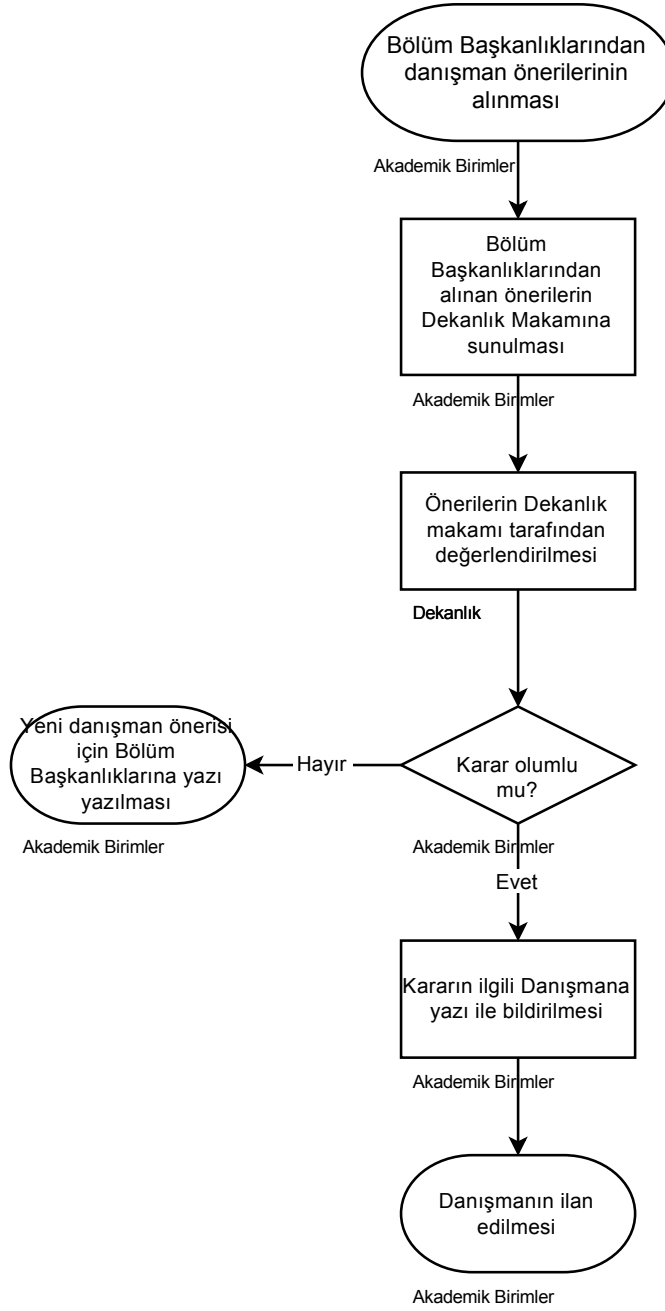 Bölüm Başkanlıklarından
danışman önerilerinin
alınması
Akademik Birimler
Bölüm
Başkanlıklarından
alınan önerilerin
Dekanlık Makamına
sunulması
Akademik Birimler
Önerilerin Dekanlık
makamı tarafından
değerlendirilmesi
Dekanlık
Yeni danışman önerisi
için Bölüm
Başkanlıklarına yazı
yazılması
Hayır
Karar olumlu
mu?
Akademik Birimler
Akademik Birimler
Evet
Kararın ilgili Danışmana
yazı ile bildirilmesi
Akademik Birimler
Danışmanın ilan
edilmesi
Akademik Birimler